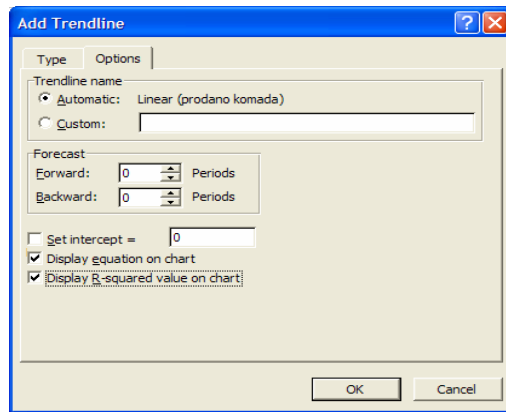 Add Trendline
Type Options
Trendline name
Automatic: Linear (prodano komada)
Custom:
Forecast
Forward: 0 Periods
Backward: 0 Periods
Set intercept = 0
Display equation on chart
Display R-squared value on chart
OK Cancel